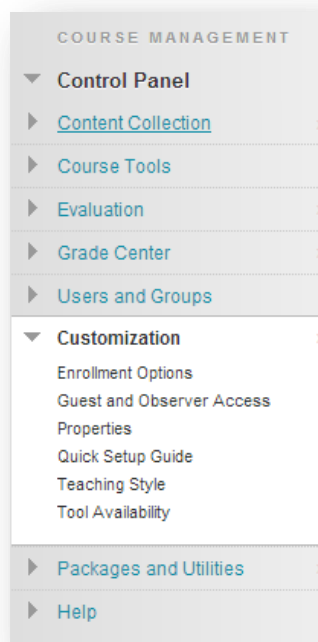 COURSE MANAGEMENT
Control Panel
Content Collection
Course Tools
Evaluation
Grade Center
Users and Groups
Customization
Enrollment Options
Guest and Observer Access
Properties
Quick Setup Guide
Teaching Style
Tool Availability
Packages and Utilities
Help